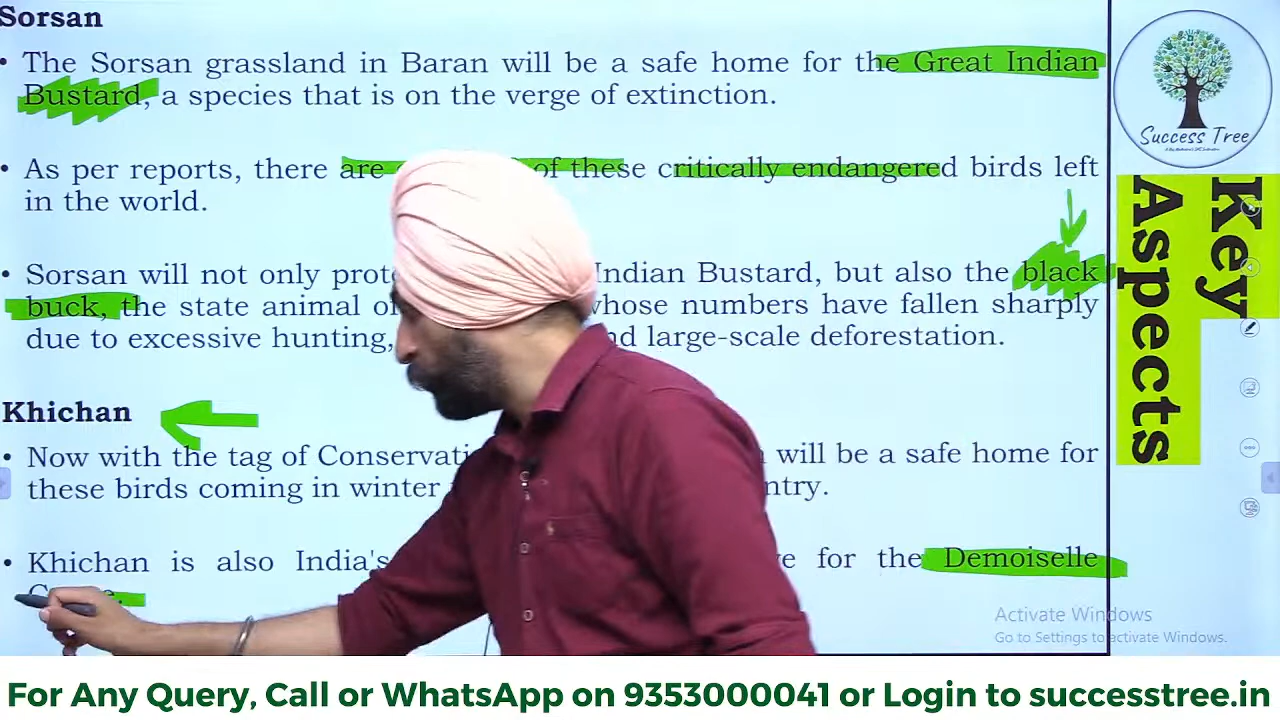 Sorsan
• The Sorsan grassland in Baran will be a safe home for the Great Indian
Bustard, a species that is on the verge of extinction.
• As per reports, there are of these critically endangered birds left
in the world.
• Sorsan will not only Indian Bustard, but also the black
buck, the state animal whose numbers have fallen sharply
due to excessive hunting, large-scale deforestation.
Khichan
• Now with the tag of will be a safe home for
these birds coming in winter
• Khichan is also India's for the Demoiselle
Success Tree
Key
Aspects
Activate Windows
Go to Settings to activate Windows.
For Any Query, Call or WhatsApp on 9353000041 or Login to successtree.in